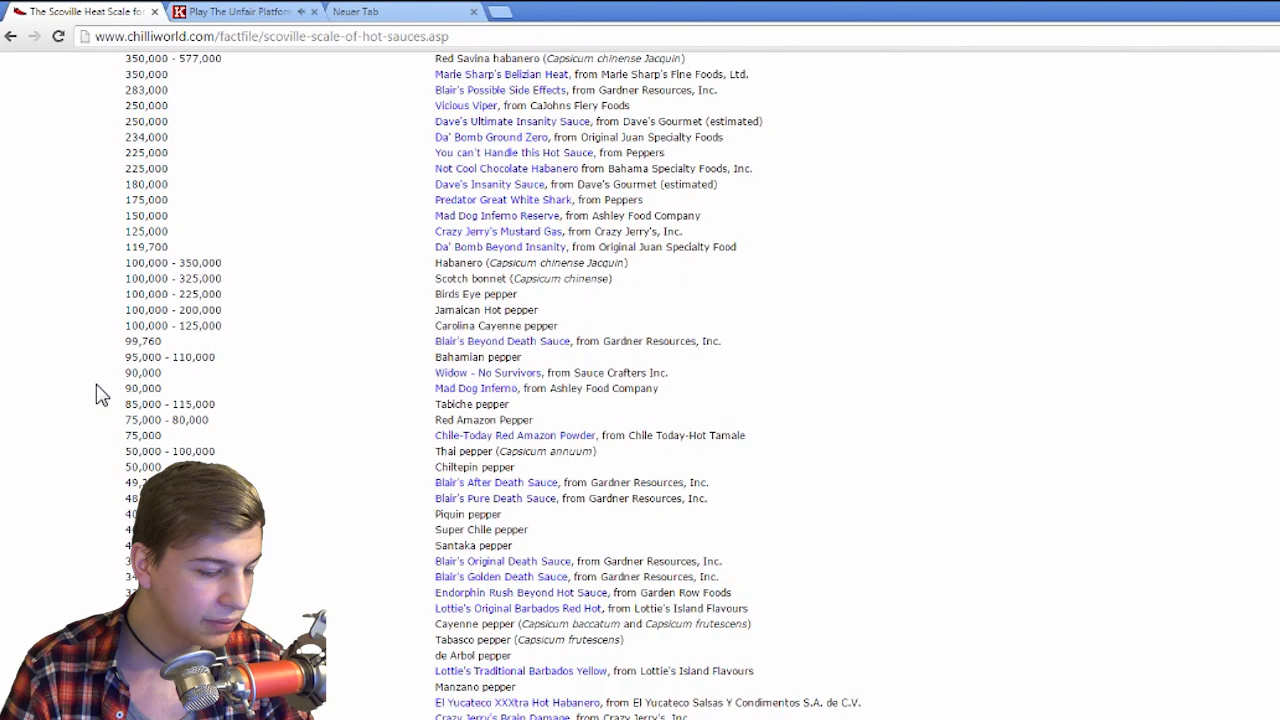 The Scoville Heat Scale for
Play The Unfair Platform
Neuer Tab
www.chilliworld.com/factfile/scoville-scale-of-hot-sauces.asp
350,000 - 577,000 Red Savina habanero (Capsicum chinense Jacquin)
350,000 Marie Sharp's Belizian Heat, from Marie Sharp's Fine Foods, Ltd.
283,000 Blair's Possible Side Effects, from Gardner Resources, Inc.
250,000 Vicious Viper, from CaJohns Fiery Foods
250,000 Dave's Ultimate Insanity Sauce, from Dave's Gourmet (estimated)
234,000 Da' Bomb Ground Zero, from Original Juan Specialty Foods
225,000 You can't Handle this Hot Sauce, from Peppers
225,000 Not Cool Chocolate Habanero from Bahama Specialty Foods, Inc.
180,000 Dave's Insanity Sauce, from Dave's Gourmet (estimated)
175,000 Predator Great White Shark, from Peppers
150,000 Mad Dog Inferno Reserve, from Ashley Food Company
125,000 Crazy Jerry's Mustard Gas, from Crazy Jerry's, Inc.
119,700 Da' Bomb Beyond Insanity, from Original Juan Specialty Food
100,000 - 350,000 Habanero (Capsicum chinense Jacquin)
100,000 - 325,000 Scotch bonnet (Capsicum chinense)
100,000 - 225,000 Birds Eye pepper
100,000 - 200,000 Jamaican Hot pepper
100,000 - 125,000 Carolina Cayenne pepper
99,760 Blair's Beyond Death Sauce, from Gardner Resources, Inc.
95,000 - 110,000 Bahamian pepper
90,000 Widow - No Survivors, from Sauce Crafters Inc.
90,000 Mad Dog Inferno, from Ashley Food Company
85,000 - 115,000 Tabiche pepper
75,000 - 80,000 Red Amazon Pepper
75,000 Chile-Today Red Amazon Powder, from Chile Today-Hot Tamale
50,000 - 100,000 Thai pepper (Capsicum annuum)
50,000 Chiltepin pepper
Blair's After Death Sauce, from Gardner Resources, Inc.
Blair's Pure Death Sauce, from Gardner Resources, Inc.
Piquin pepper
Super Chile pepper
Santaka pepper
Blair's Original Death Sauce, from Gardner Resources, Inc.
Blair's Golden Death Sauce, from Gardner Resources, Inc.
Endorphin Rush Beyond Hot Sauce, from Garden Row Foods
Lottie's Original Barbados Red Hot, from Lottie's Island Flavours
Cayenne pepper (Capsicum baccatum and Capsicum frutescens)
Tabasco pepper (Capsicum frutescens)
de Arbol pepper
Lottie's Traditional Barbados Yellow, from Lottie's Island Flavours
Manzano pepper
El Yucateco XXXtra Hot Habanero, from El Yucateco Salsas Y Condimentos S.A. de C.V.
Crazy Jerry's Brain Damage, from Crazy Jerry's, Inc.